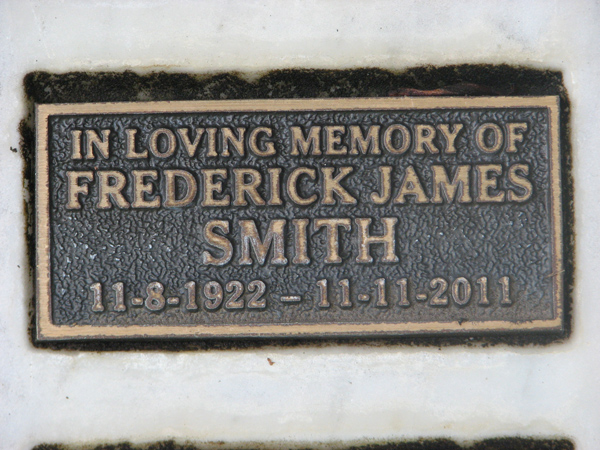 IN LOVING MEMORY OF
FREDERICK JAMES
SMITH
11-8-1922 – 11-11-2011